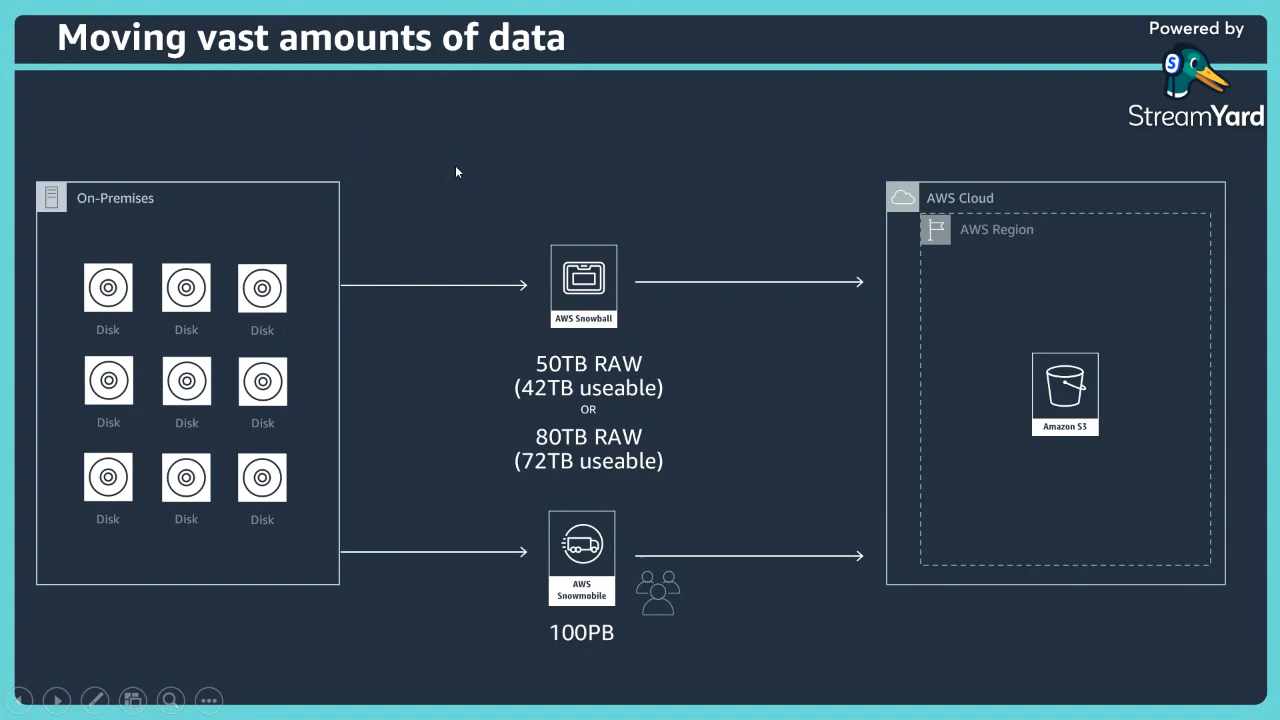 Moving vast amounts of data
Powered by
S
StreamYard
On-Premises
Disk Disk Disk
Disk Disk Disk
Disk Disk Disk
AWS Snowball
50TB RAW
(42TB useable)
OR
80TB RAW
(72TB useable)
AWS
Snowmobile
100PB
AWS Cloud
AWS Region
Amazon S3